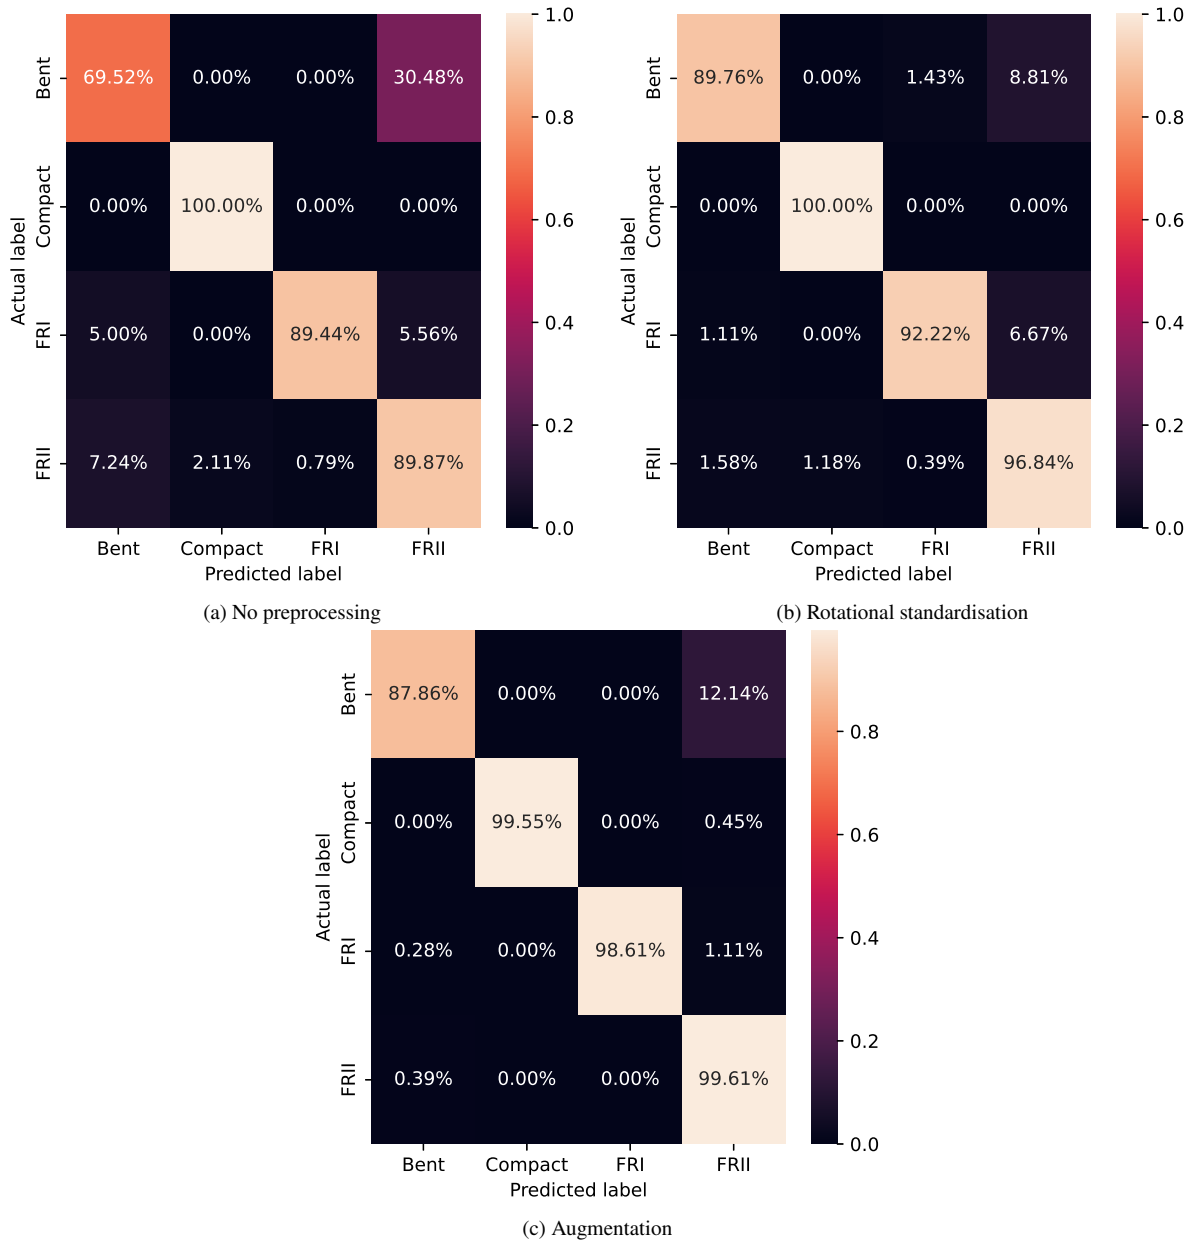 Actual label
Bent
69.52% 0.00% 0.00% 30.48%
Compact
0.00% 100.00% 0.00% 0.00%
FRI
5.00% 0.00% 89.44% 5.56%
FRII
7.24% 2.11% 0.79% 89.87%
Bent Compact FRI FRII
Predicted label
1.0
0.8
0.6
0.4
0.2
0.0
(a) No preprocessing
Actual label
Bent
89.76% 0.00% 1.43% 8.81%
Compact
0.00% 100.00% 0.00% 0.00%
FRI
1.11% 0.00% 92.22% 6.67%
FRII
1.58% 1.18% 0.39% 96.84%
Bent Compact FRI FRII
Predicted label
1.0
0.8
0.6
0.4
0.2
0.0
(b) Rotational standardisation
Actual label
Bent
87.86% 0.00% 0.00% 12.14%
Compact
0.00% 99.55% 0.00% 0.45%
FRI
0.28% 0.00% 98.61% 1.11%
FRII
0.39% 0.00% 0.00% 99.61%
Bent Compact FRI FRII
Predicted label
0.8
0.6
0.4
0.2
0.0
(c) Augmentation